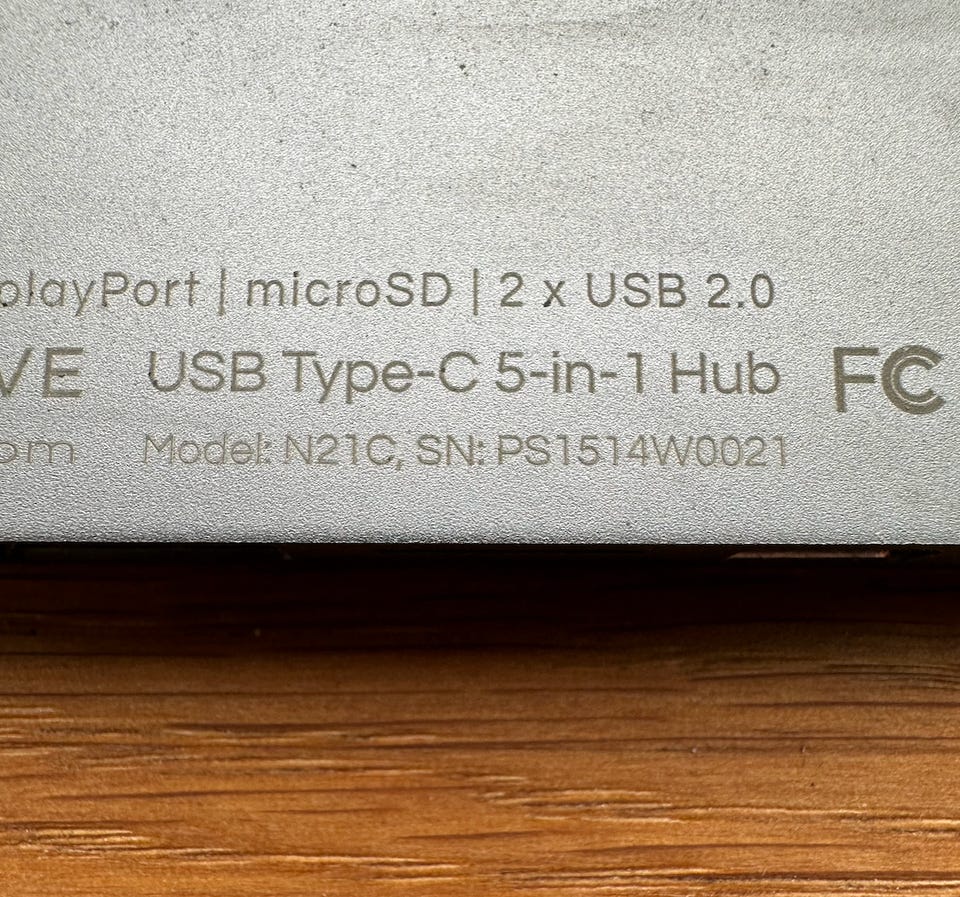 playPort | microSD | 2 x USB 2.0
VE USB Type-C 5-in-1 Hub FC
om Model: N21C, SN: PS1514W0021